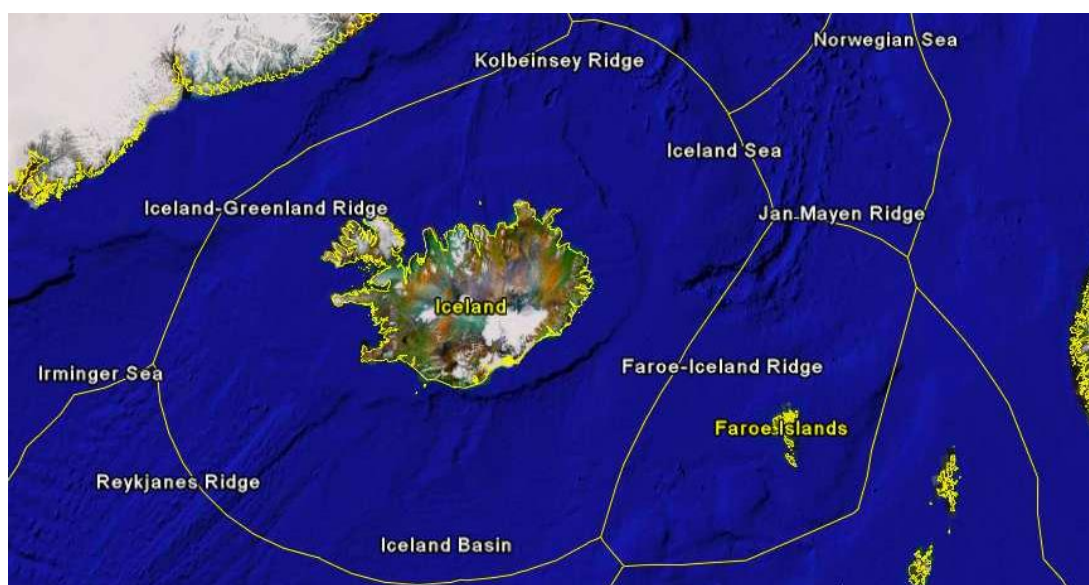 Norwegian Sea
Kolbeinsey Ridge
Iceland Sea
Iceland-Greenland Ridge
Jan Mayen Ridge
Iceland
Irminger Sea
Faroe-Iceland Ridge
Faroe Islands
Reykjanes Ridge
Iceland Basin